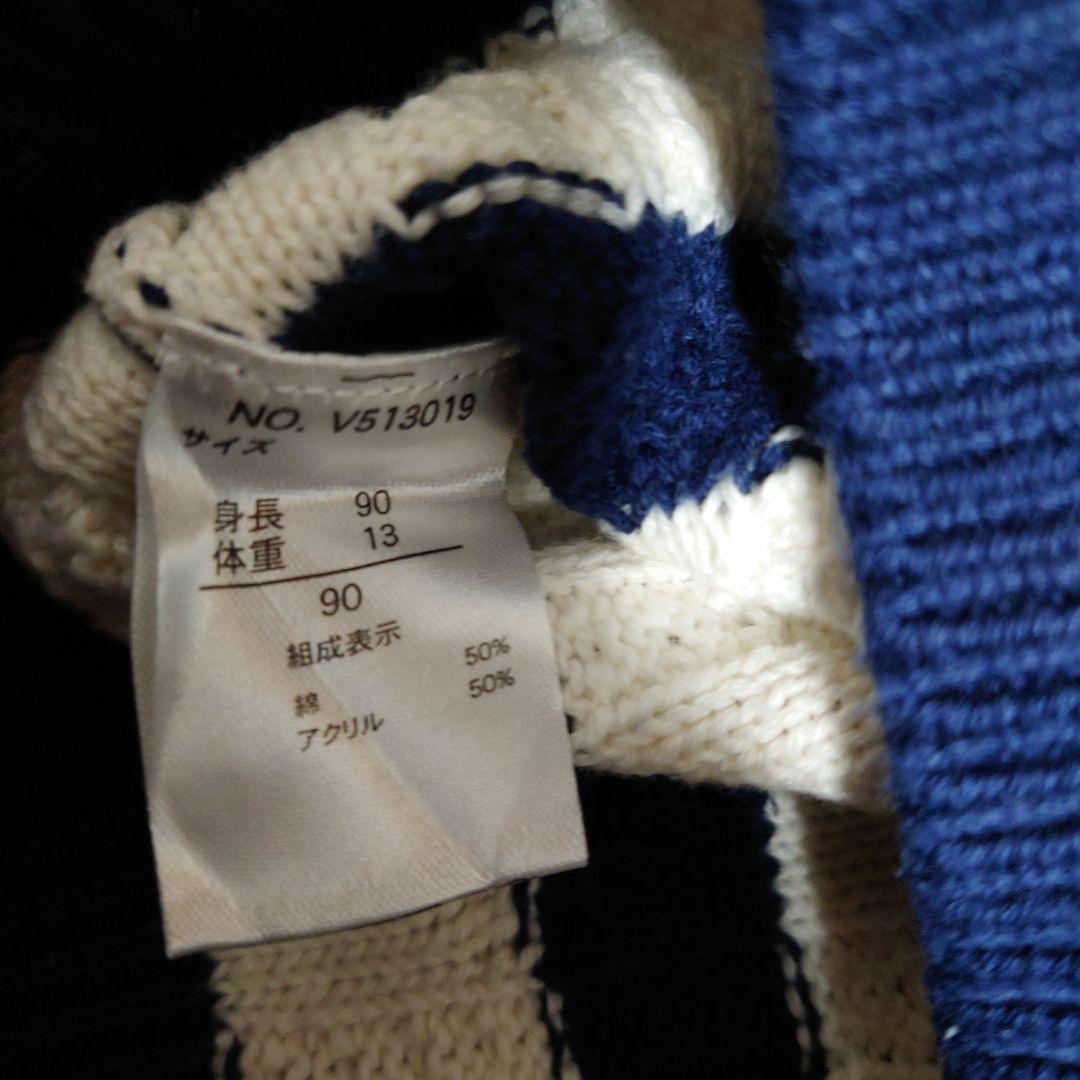 NO. V513019
サイズ
身長 90
体重 13
90
組成表示
綿 50%
アクリル 50%